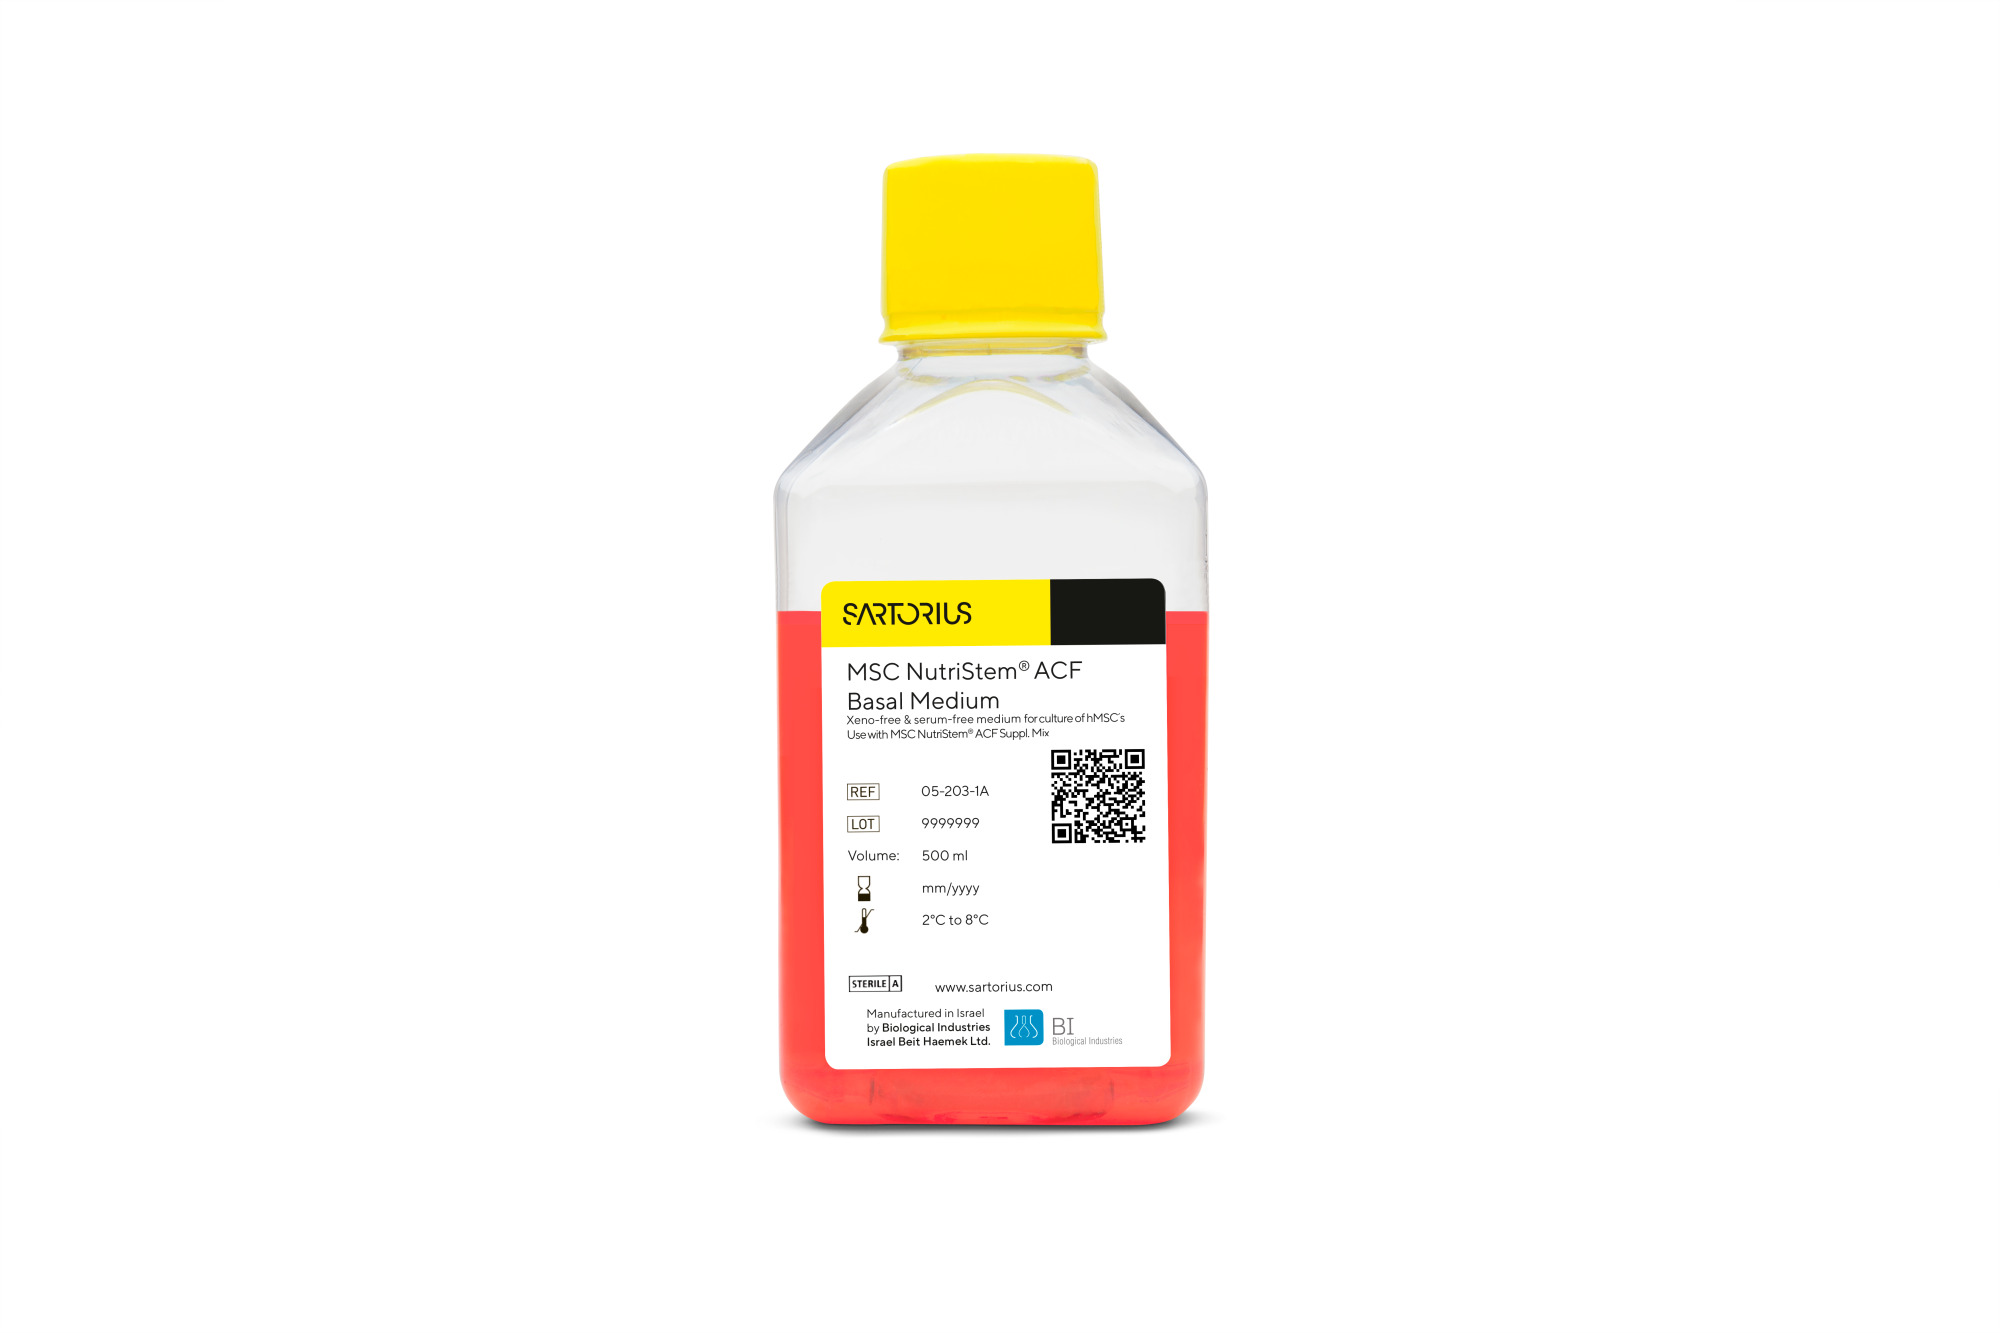 SARTORIUS
MSC NutriStem® ACF
Basal Medium
Xeno-free & serum-free medium for culture of hMSC's
Use with MSC NutriStem® ACF Suppl. Mix
REF 05-203-1A
LOT 9999999
Volume: 500 ml
mm/yyyy
2°C to 8°C
STERILE A www.sartorius.com
Manufactured in Israel
by Biological Industries
Israel Beit Haemek Ltd.
BI
Biological Industries